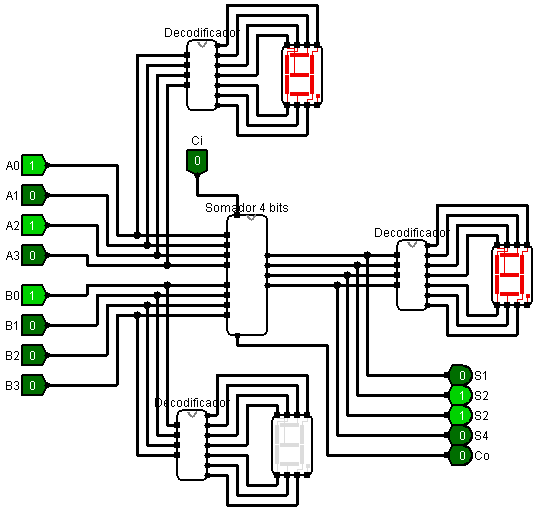 Decodificador
Ci
0
A0 1
Somador 4 bits
A1 0
A2 1
Decodificador
A3 0
B0 1
B1 0
B2 0
B3 0
0 S1
1 S2
Decodificador
1 S2
0 S4
0 Co